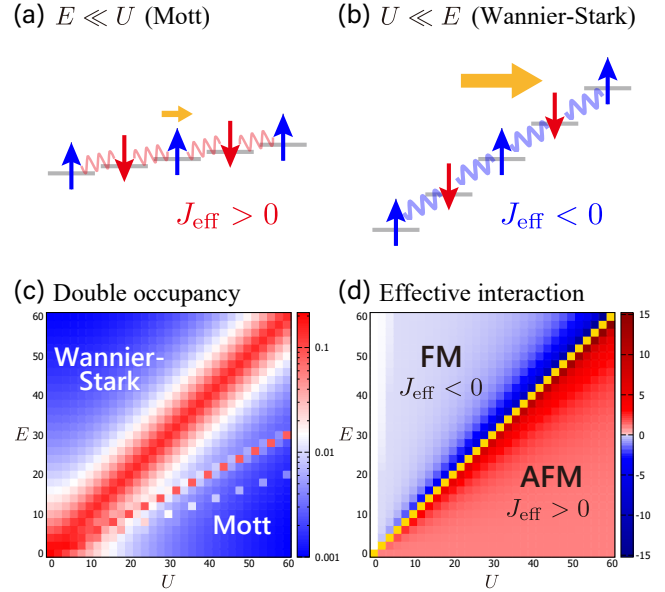 (a) E ≪ U (Mott)
(b) U ≪ E (Wannier-Stark)
J_eff > 0
J_eff < 0
(c) Double occupancy
(d) Effective interaction
60
50
40
30
20
10
0
E
0 10 20 30 40 50 60
U
Wannier-
Stark
Mott
0.1
0.01
0.001
60
50
40
30
20
10
0
E
0 10 20 30 40 50 60
U
FM
J_eff < 0
AFM
J_eff > 0
15
10
5
0
-5
-10
-15